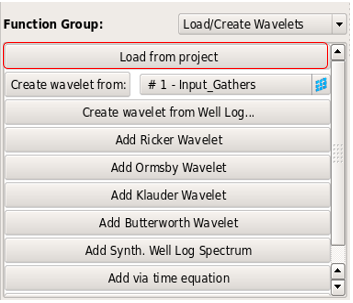 Function Group: Load/Create Wavelets
Load from project
Create wavelet from: # 1 - Input_Gathers
Create wavelet from Well Log...
Add Ricker Wavelet
Add Ormsby Wavelet
Add Klauder Wavelet
Add Butterworth Wavelet
Add Synth. Well Log Spectrum
Add via time equation